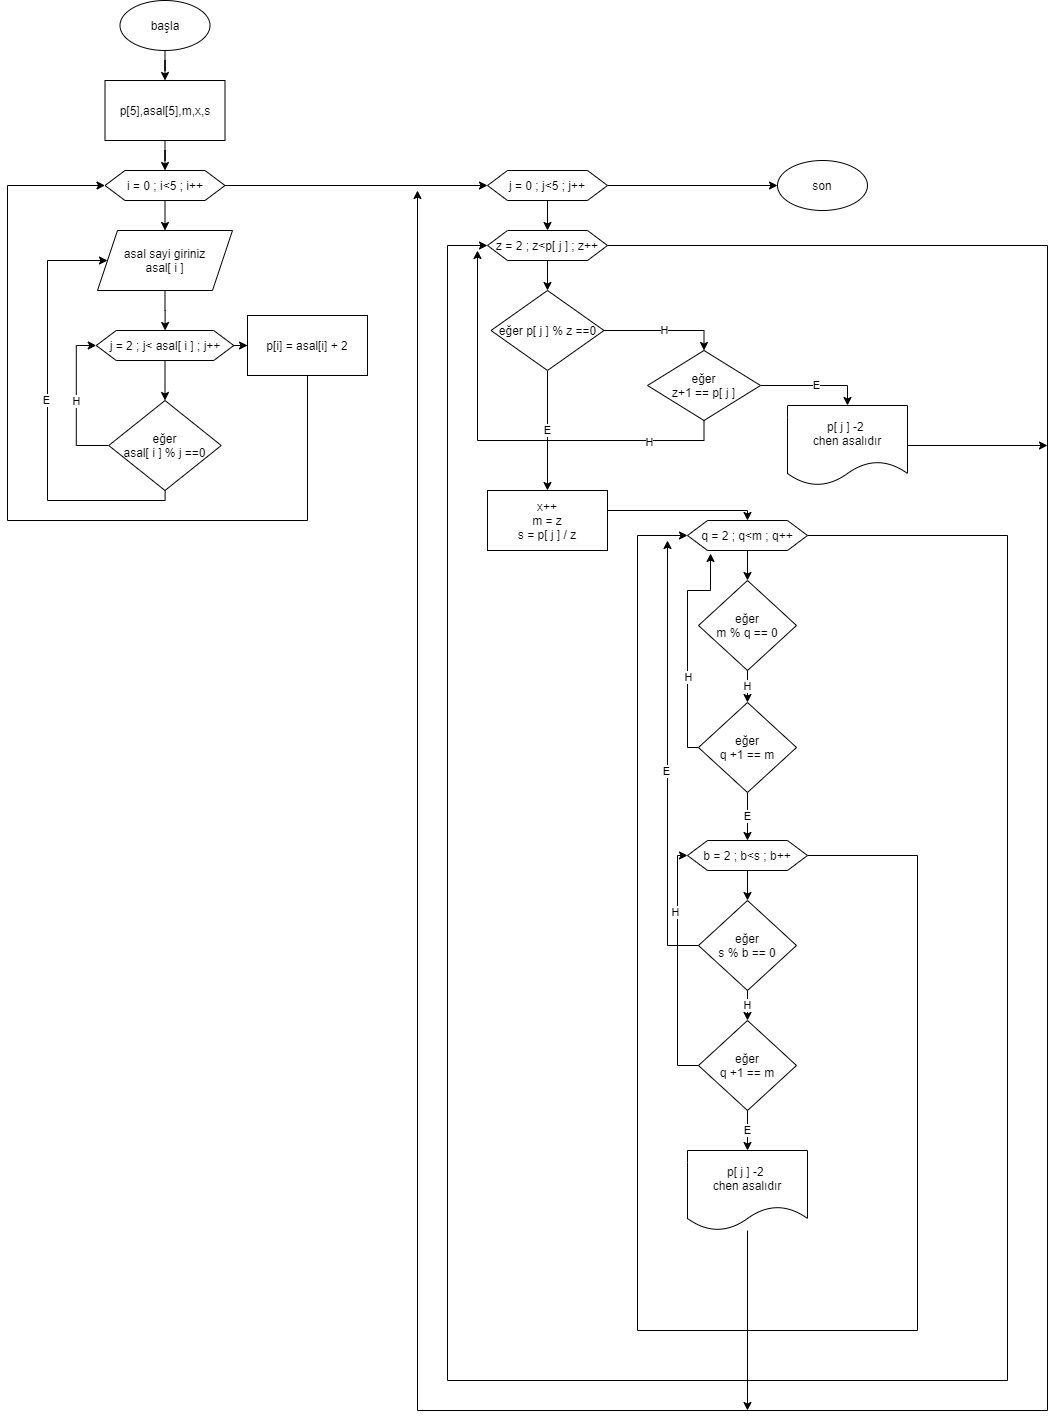 başla
p[5],asal[5],m,x,s
i = 0 ; i<5 ; i++
asal sayi giriniz
asal[ i ]
j = 2 ; j< asal[ i ] ; j++
p[i] = asal[i] + 2
E
H
eğer
asal[ i ] % j ==0
j = 0 ; j<5 ; j++
son
z = 2 ; z<p[ j ] ; z++
eğer p[ j ] % z ==0
H
eğer
z+1 == p[ j ]
E
p[ j ] -2
chen asalıdır
E
H
x++
m = z
s = p[ j ] / z
q = 2 ; q<m ; q++
eğer
m % q == 0
H
H
eğer
q +1 == m
E
E
b = 2 ; b<s ; b++
H
eğer
s % b == 0
H
eğer
q +1 == m
E
p[ j ] -2
chen asalıdır